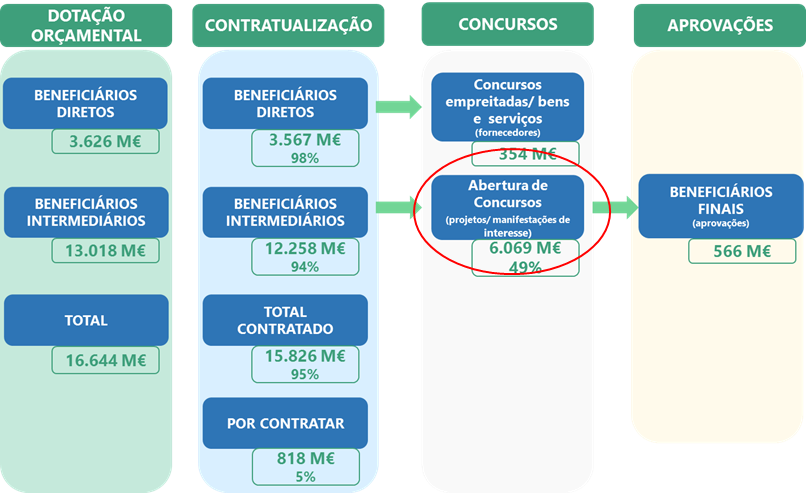 DOTAÇÃO
ORÇAMENTAL
BENEFICIÁRIOS
DIRETOS
3.626 M€
BENEFICIÁRIOS
INTERMEDIÁRIOS
13.018 M€
TOTAL
16.644 M€
CONTRATUALIZAÇÃO
BENEFICIÁRIOS
DIRETOS
3.567 M€
98%
BENEFICIÁRIOS
INTERMEDIÁRIOS
12.258 M€
94%
TOTAL
CONTRATADO
15.826 M€
95%
POR CONTRATAR
818 M€
5%
CONCURSOS
Concursos
empreitadas/ bens
e serviços
(fornecedores)
354 M€
Abertura de
Concursos
(projetos/ manifestações de
interesse)
6.069 M€
49%
APROVAÇÕES
BENEFICIÁRIOS
FINAIS
(aprovações)
566 M€